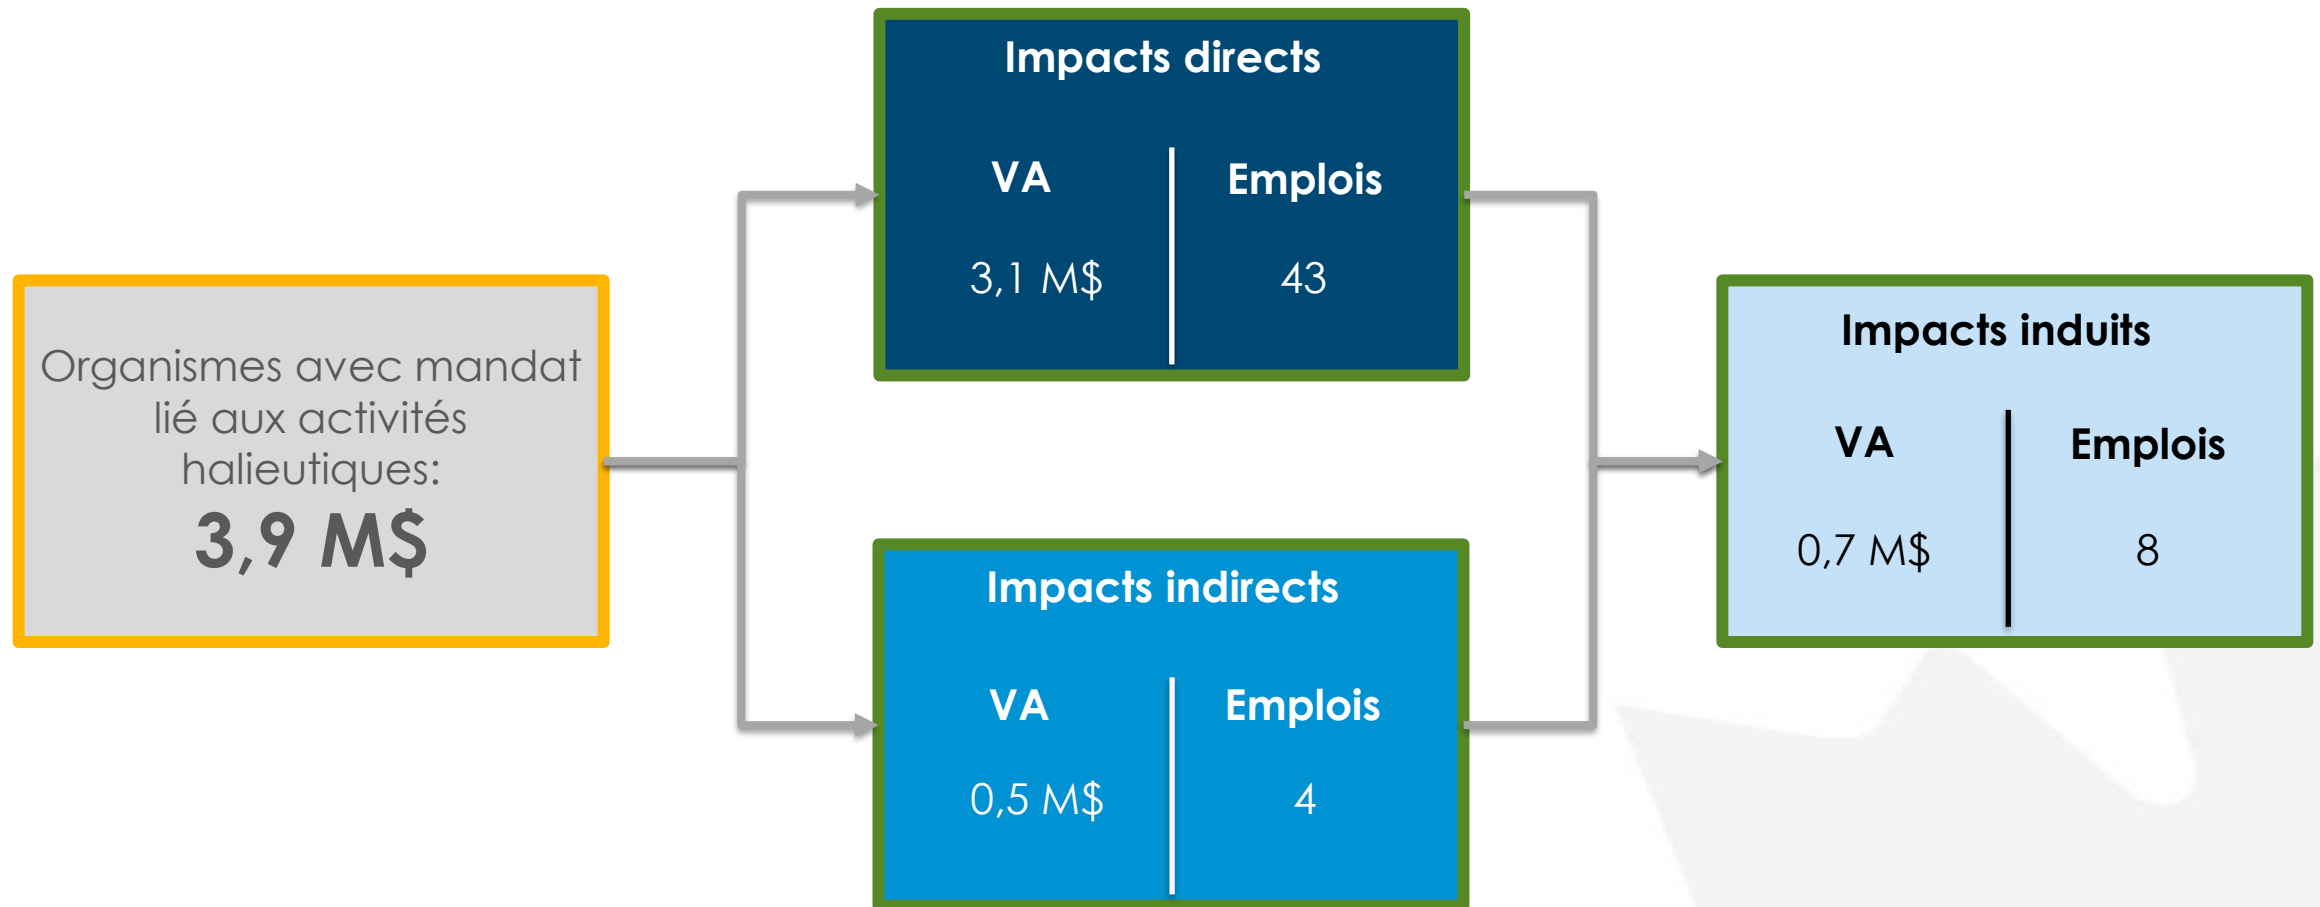 Organismes avec mandat
lié aux activités
halieutiques:
3,9 M$
Impacts directs
VA
Emplois
3,1 M$
43
Impacts indirects
VA
Emplois
0,5 M$
4
Impacts induits
VA
Emplois
0,7 M$
8